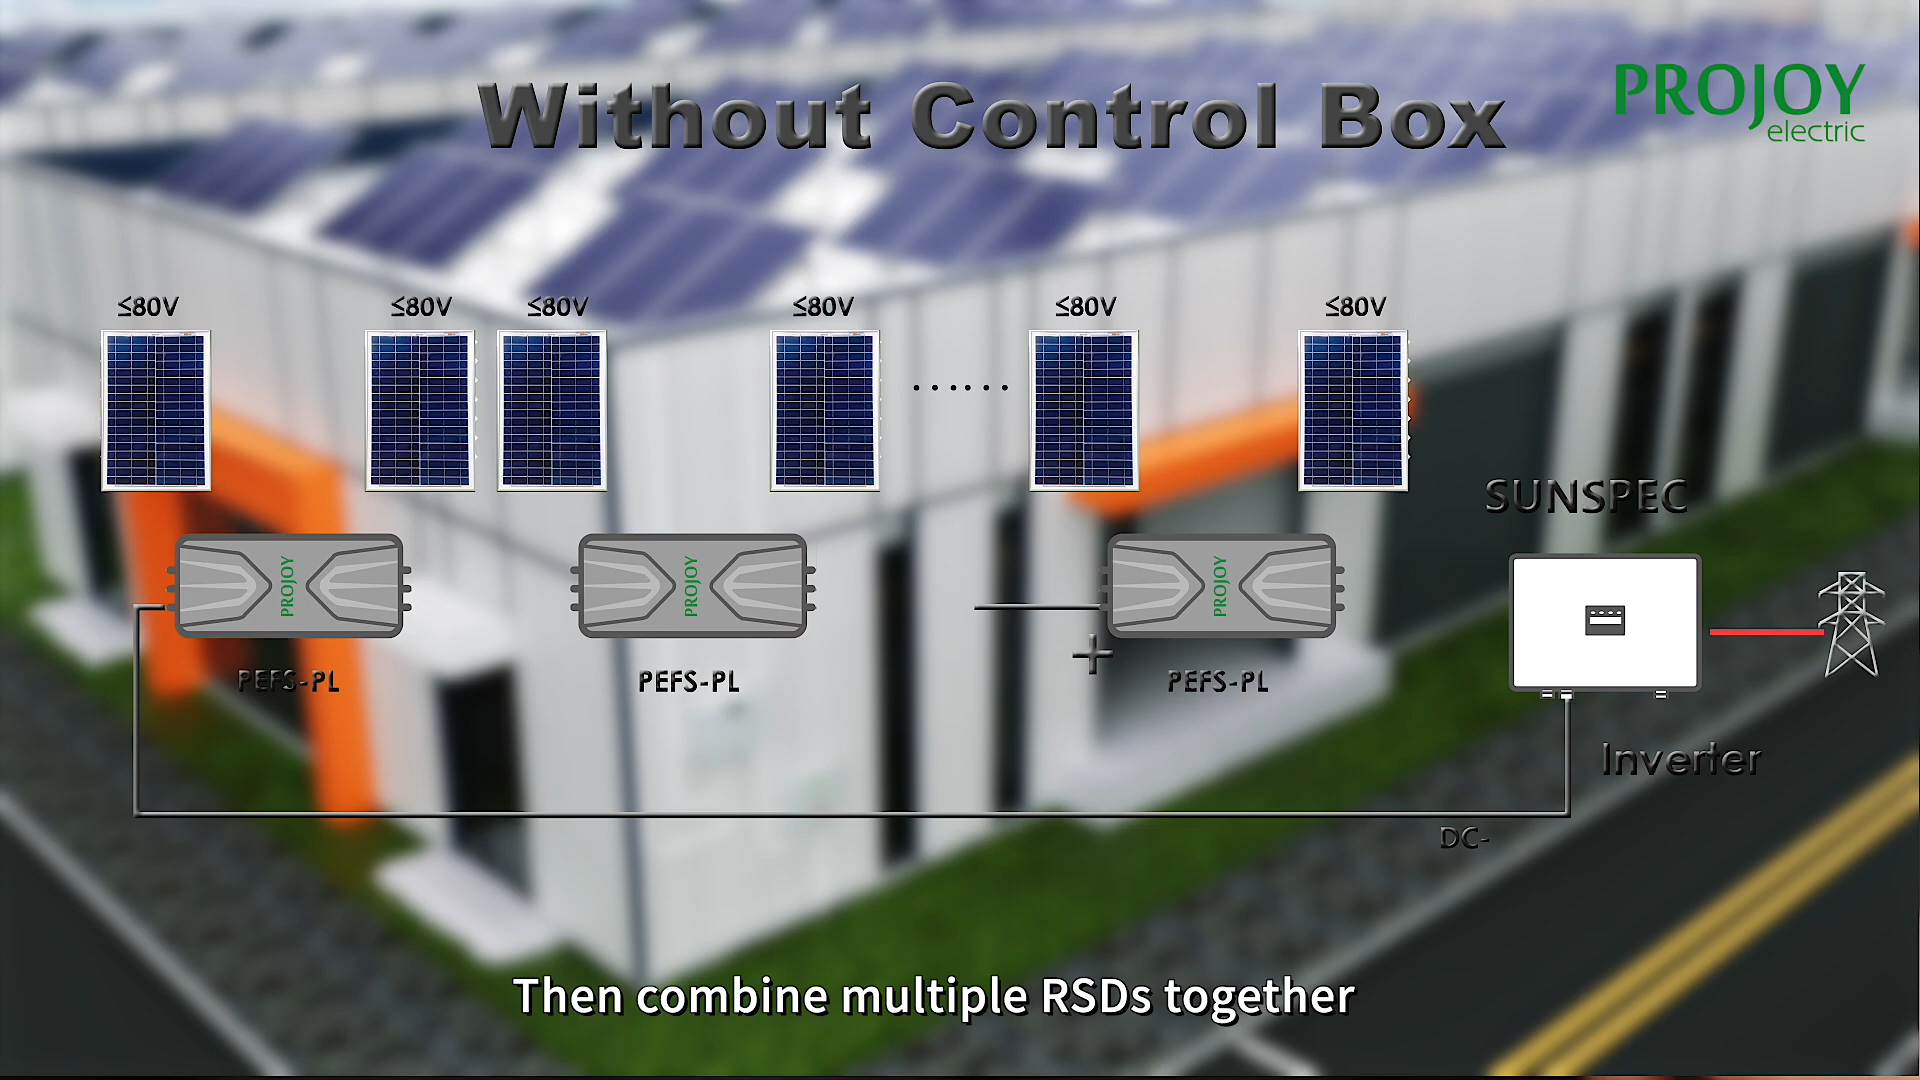 Without Control Box
PROJOY
electric
≤80V
≤80V
≤80V
≤80V
......
≤80V
≤80V
SUNSPEC
PROJOY
PROJOY
PROJOY
+
PEFS-PL
PEFS-PL
PEFS-PL
Inverter
DC-
Then combine multiple RSDs together